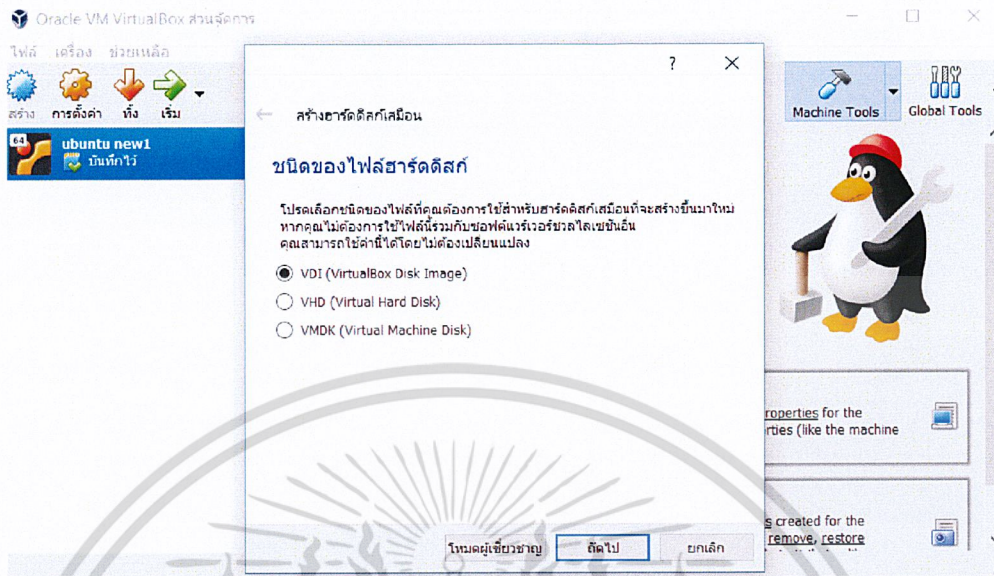 Oracle VM VirtualBox ส่วนจัดการ
ไฟล์ เครื่อง ช่วยเหลือ
สร้าง การตั้งค่า ทิ้ง เริ่ม
Machine Tools Global Tools
64 ubuntu new1
บันทึกไว้
?
สร้างฮาร์ดดิสก์เสมือน
ชนิดของไฟล์ฮาร์ดดิสก์
โปรดเลือกชนิดของไฟล์ที่คุณต้องการใช้สำหรับฮาร์ดดิสก์เสมือนที่จะสร้างขึ้นมาใหม่
หากคุณไม่ต้องการใช้ไฟล์นี้ร่วมกับซอฟต์แวร์เวอร์ชวลไลเซชันอื่น
คุณสามารถใช้ค่านี้ได้โดยไม่ต้องเปลี่ยนแปลง
VDI (VirtualBox Disk Image)
VHD (Virtual Hard Disk)
VMDK (Virtual Machine Disk)
roperties for the
rties (like the machine
s created for the
remove, restore
โหมดผู้เชี่ยวชาญ ถัดไป ยกเลิก